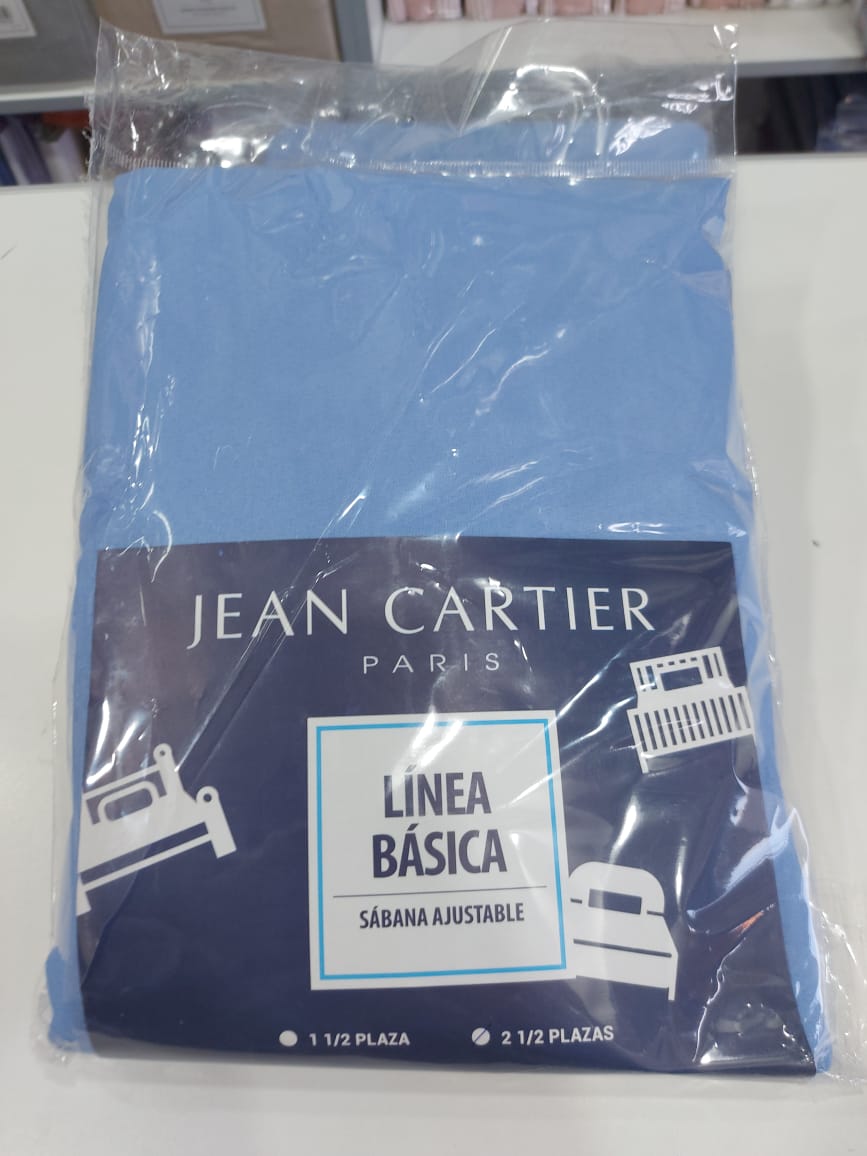 JEAN CARTIER
PARIS
LÍNEA
BÁSICA
SÁBANA AJUSTABLE
1 1/2 PLAZA
2 1/2 PLAZAS